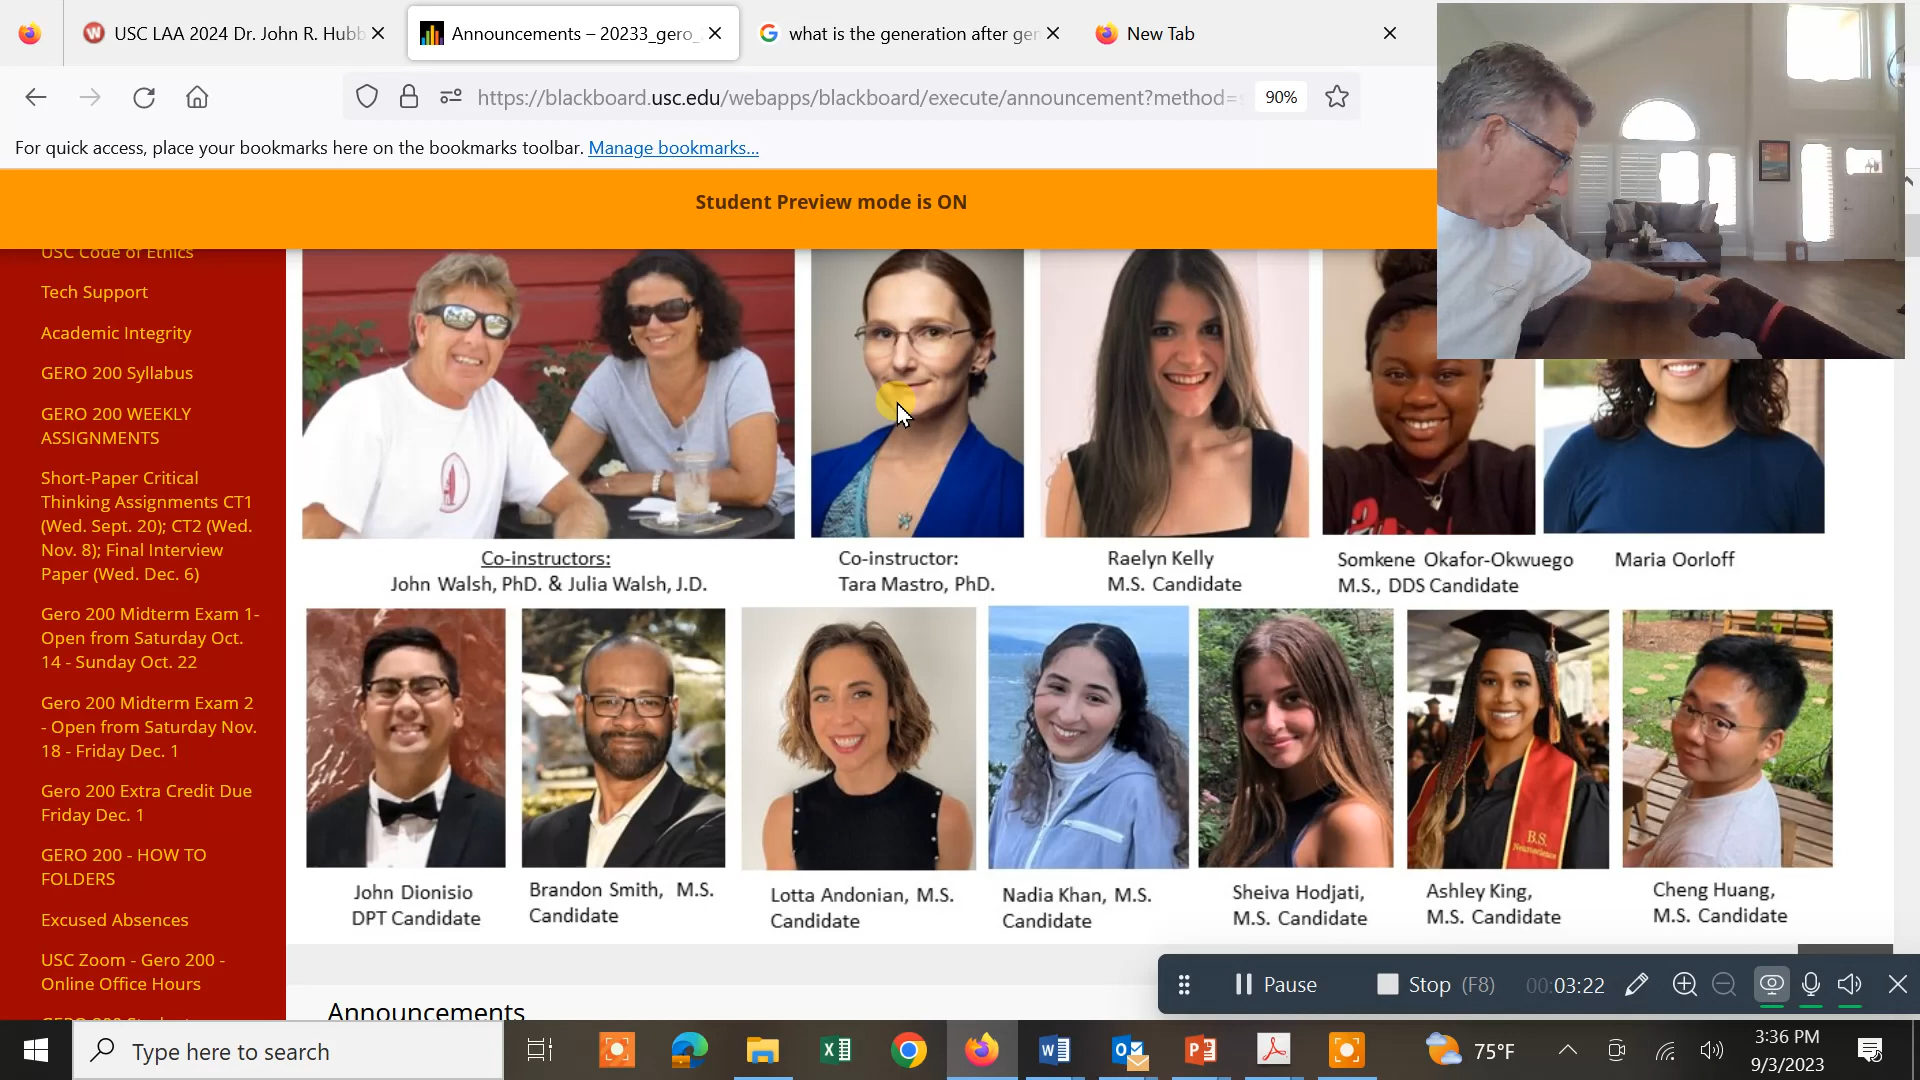 USC LAA 2024 Dr. John R. Hubb
Announcements – 20233_gero_
what is the generation after ger
New Tab
https://blackboard.usc.edu/webapps/blackboard/execute/announcement?method=
90%
For quick access, place your bookmarks here on the bookmarks toolbar. Manage bookmarks...
Student Preview mode is ON
USC Code of Ethics
Tech Support
Academic Integrity
GERO 200 Syllabus
GERO 200 WEEKLY
ASSIGNMENTS
Short-Paper Critical
Thinking Assignments CT1
(Wed. Sept. 20); CT2 (Wed.
Nov. 8); Final Interview
Paper (Wed. Dec. 6)
Gero 200 Midterm Exam 1-
Open from Saturday Oct.
14 - Sunday Oct. 22
Gero 200 Midterm Exam 2
- Open from Saturday Nov.
18 - Friday Dec. 1
Gero 200 Extra Credit Due
Friday Dec. 1
GERO 200 - HOW TO
FOLDERS
Excused Absences
USC Zoom - Gero 200 -
Online Office Hours
Co-instructors:
John Walsh, PhD. & Julia Walsh, J.D.
Co-instructor:
Tara Mastro, PhD.
Raelyn Kelly
M.S. Candidate
Somkene Okafor-Okwuego
M.S., DDS Candidate
Maria Oorloff
B.S.
Neuroscience
John Dionisio
DPT Candidate
Brandon Smith, M.S.
Candidate
Lotta Andonian, M.S.
Candidate
Nadia Khan, M.S.
Candidate
Sheiva Hodjati,
M.S. Candidate
Ashley King,
M.S. Candidate
Cheng Huang,
M.S. Candidate
Announcements
Pause
Stop (F8)
00:03:22
Type here to search
75°F
3:36 PM
9/3/2023